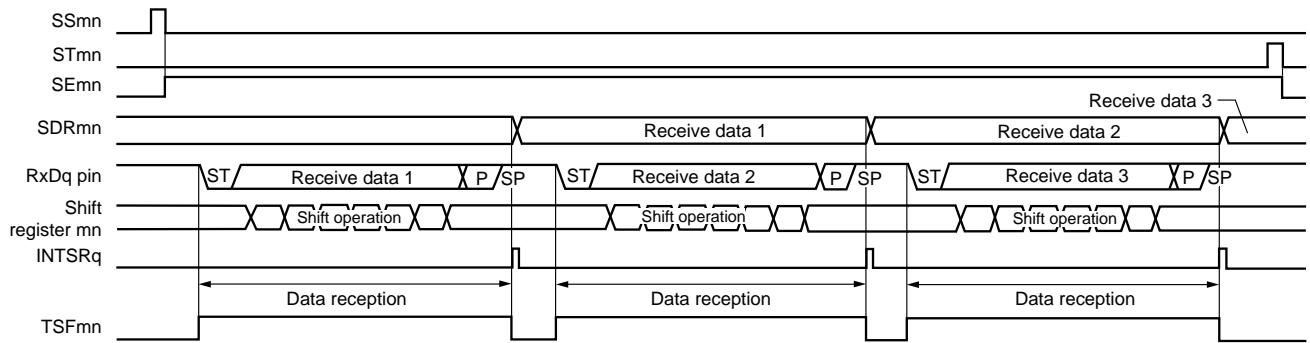 SSmn
STmn
SEmn
Receive data 3
SDRmn
Receive data 1
Receive data 2
RxDq pin
ST
Receive data 1
P
SP
ST
Receive data 2
P
SP
ST
Receive data 3
P
SP
Shift
register mn
Shift operation
Shift operation
Shift operation
INTSRq
Data reception
Data reception
Data reception
TSFmn